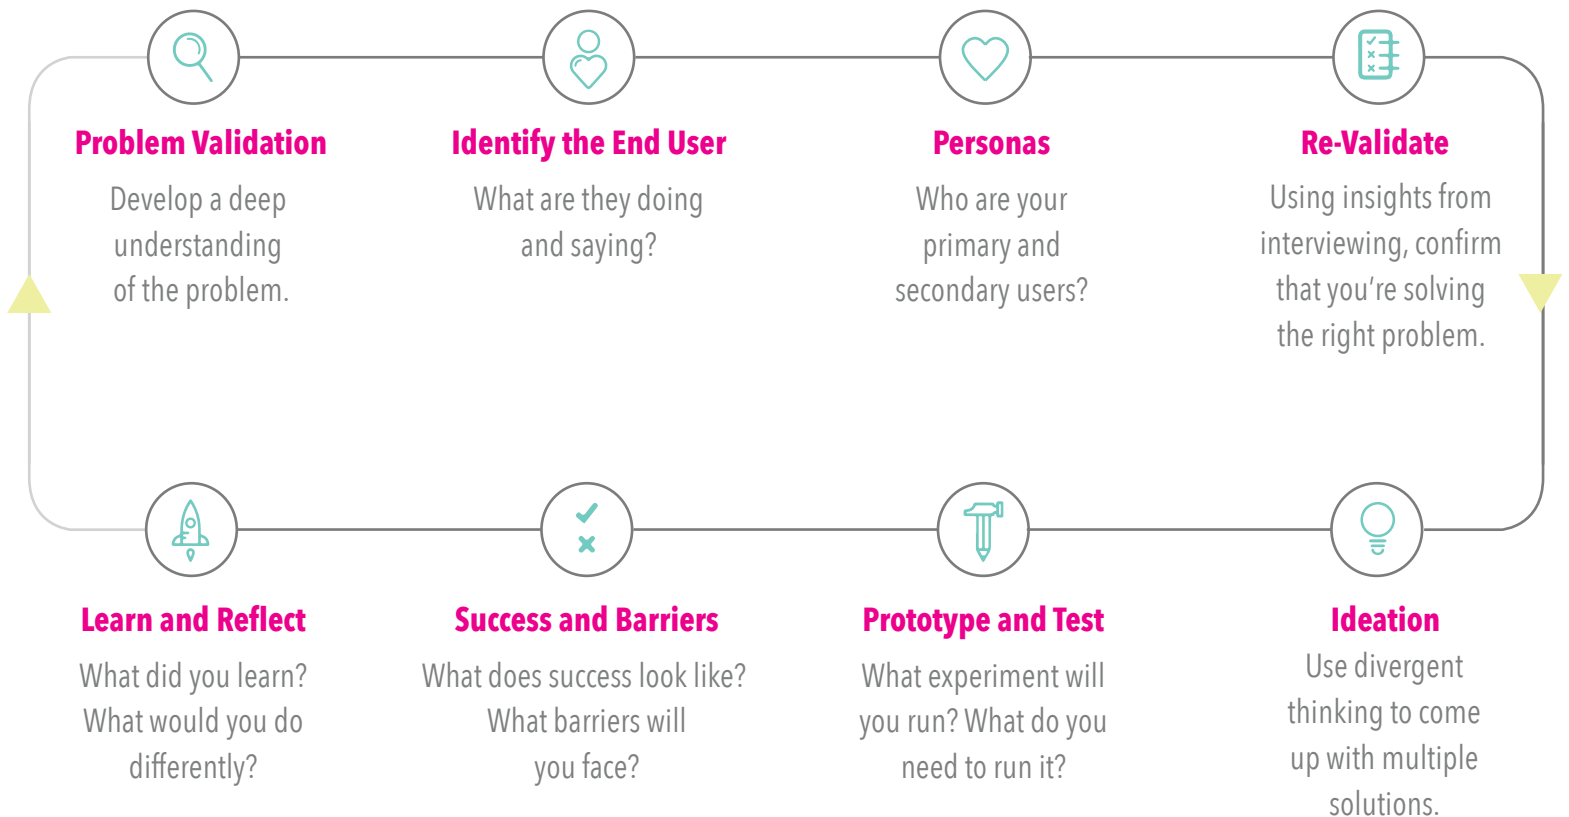 Problem Validation
Develop a deep
understanding
of the problem.
Identify the End User
What are they doing
and saying?
Personas
Who are your
primary and
secondary users?
Re-Validate
Using insights from
interviewing, confirm
that you’re solving
the right problem.
Learn and Reflect
What did you learn?
What would you do
differently?
Success and Barriers
What does success look like?
What barriers will
you face?
Prototype and Test
What experiment will
you run? What do you
need to run it?
Ideation
Use divergent
thinking to come
up with multiple
solutions.